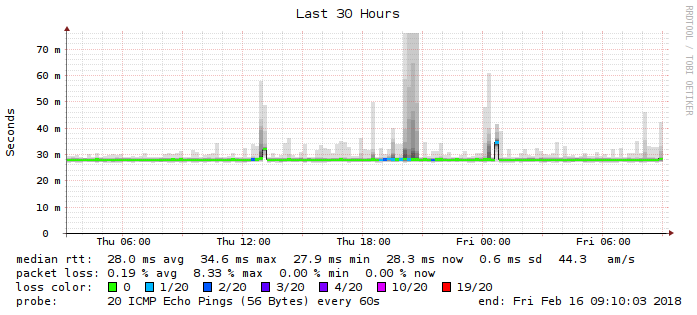 Last 30 Hours
RRDTOOL / TOBI OETIKER
Seconds
70 m
60 m
50 m
40 m
30 m
20 m
10 m
0
Thu 06:00 Thu 12:00 Thu 18:00 Fri 00:00 Fri 06:00
median rtt: 28.0 ms avg 34.6 ms max 27.9 ms min 28.3 ms now 0.6 ms sd 44.3 am/s
packet loss: 0.19 % avg 8.33 % max 0.00 % min 0.00 % now
loss color: 0 1/20 2/20 3/20 4/20 10/20 19/20
probe: 20 ICMP Echo Pings (56 Bytes) every 60s end: Fri Feb 16 09:10:03 2018